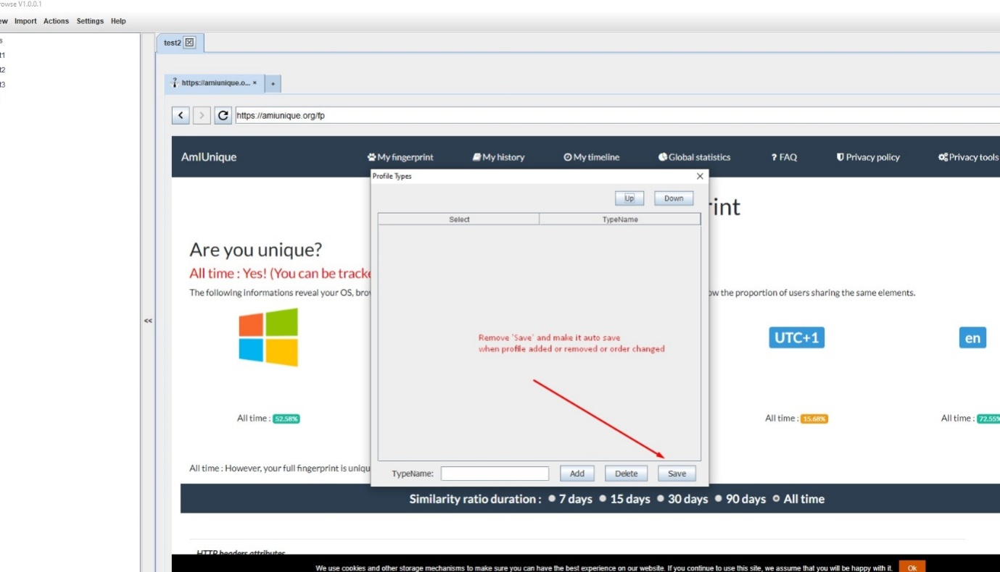 rowse V1.0.0.1
ew Import Actions Settings Help
s
t1
t2
t3
test2
https://amiunique.o... × +
https://amiunique.org/fp
AmIUnique My fingerprint My history My timeline Global statistics ? FAQ Privacy policy Privacy tools
Profile Types
Up Down
Select TypeName
rint
Are you unique?
All time : Yes! (You can be tracke
The following informations reveal your OS, brow
ow the proportion of users sharing the same elements.
<<
UTC+1 en
Remove 'Save' and make it auto save
when profile added or removed or order changed
All time : 52.58% All time : 15.68% All time : 72.55%
All time : However, your full fingerprint is uniqu
TypeName: Add Delete Save
Similarity ratio duration : 7 days 15 days 30 days 90 days All time
HTTP headers attributes
We use cookies and other storage mechanisms to make sure you can have the best experience on our website. If you continue to use this site, we assume that you will be happy with it. Ok